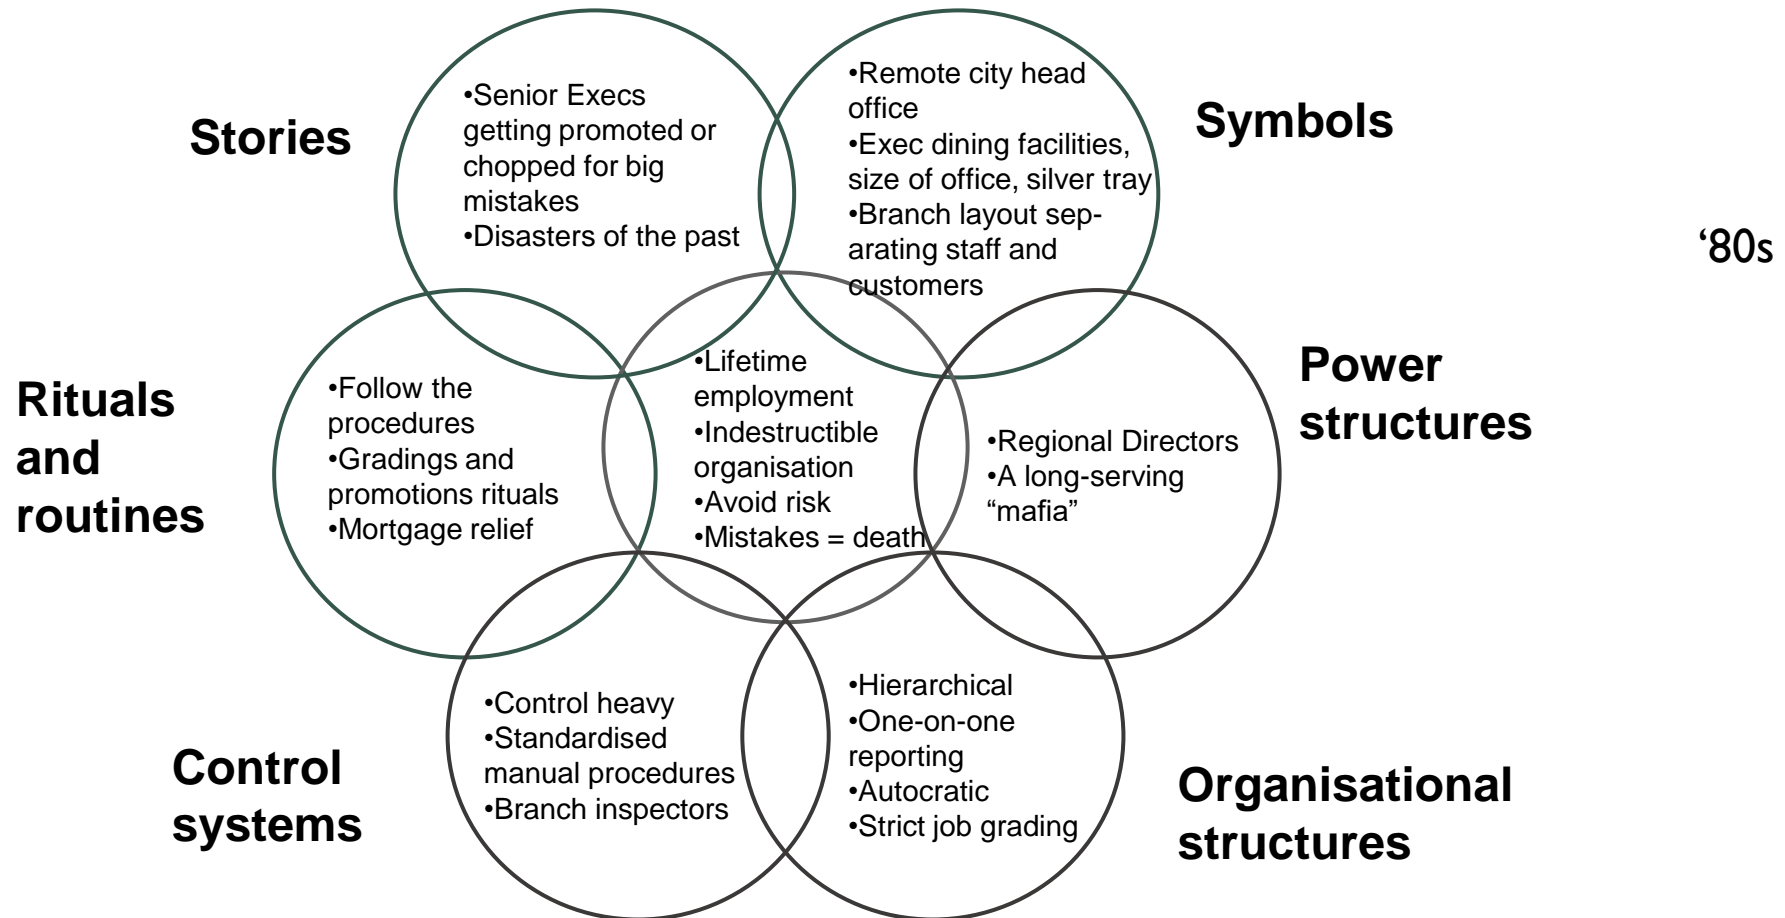 Stories
•Senior Execs
getting promoted or
chopped for big
mistakes
•Disasters of the past
•Remote city head
office
•Exec dining facilities,
size of office, silver tray
•Branch layout sep-
arating staff and
customers
Symbols
‘80s
Rituals
and
routines
•Follow the
procedures
•Gradings and
promotions rituals
•Mortgage relief
•Lifetime
employment
•Indestructible
organisation
•Avoid risk
•Mistakes = death
•Regional Directors
•A long-serving
“mafia”
Power
structures
Control
systems
•Control heavy
•Standardised
manual procedures
•Branch inspectors
•Hierarchical
•One-on-one
reporting
•Autocratic
•Strict job grading
Organisational
structures